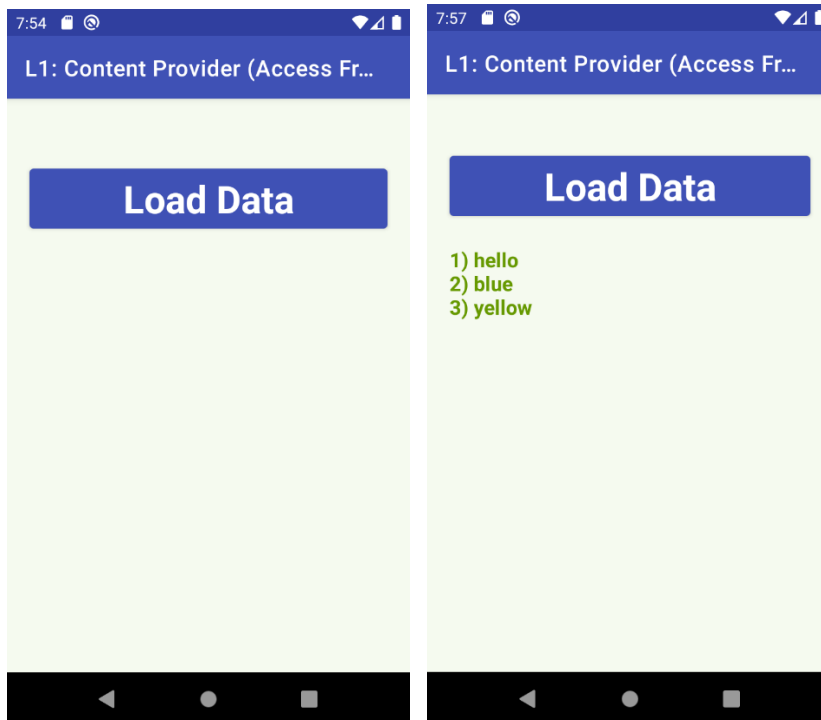 7:54
L1: Content Provider (Access Fr...
Load Data
7:57
L1: Content Provider (Access Fr...
Load Data
1) hello
2) blue
3) yellow